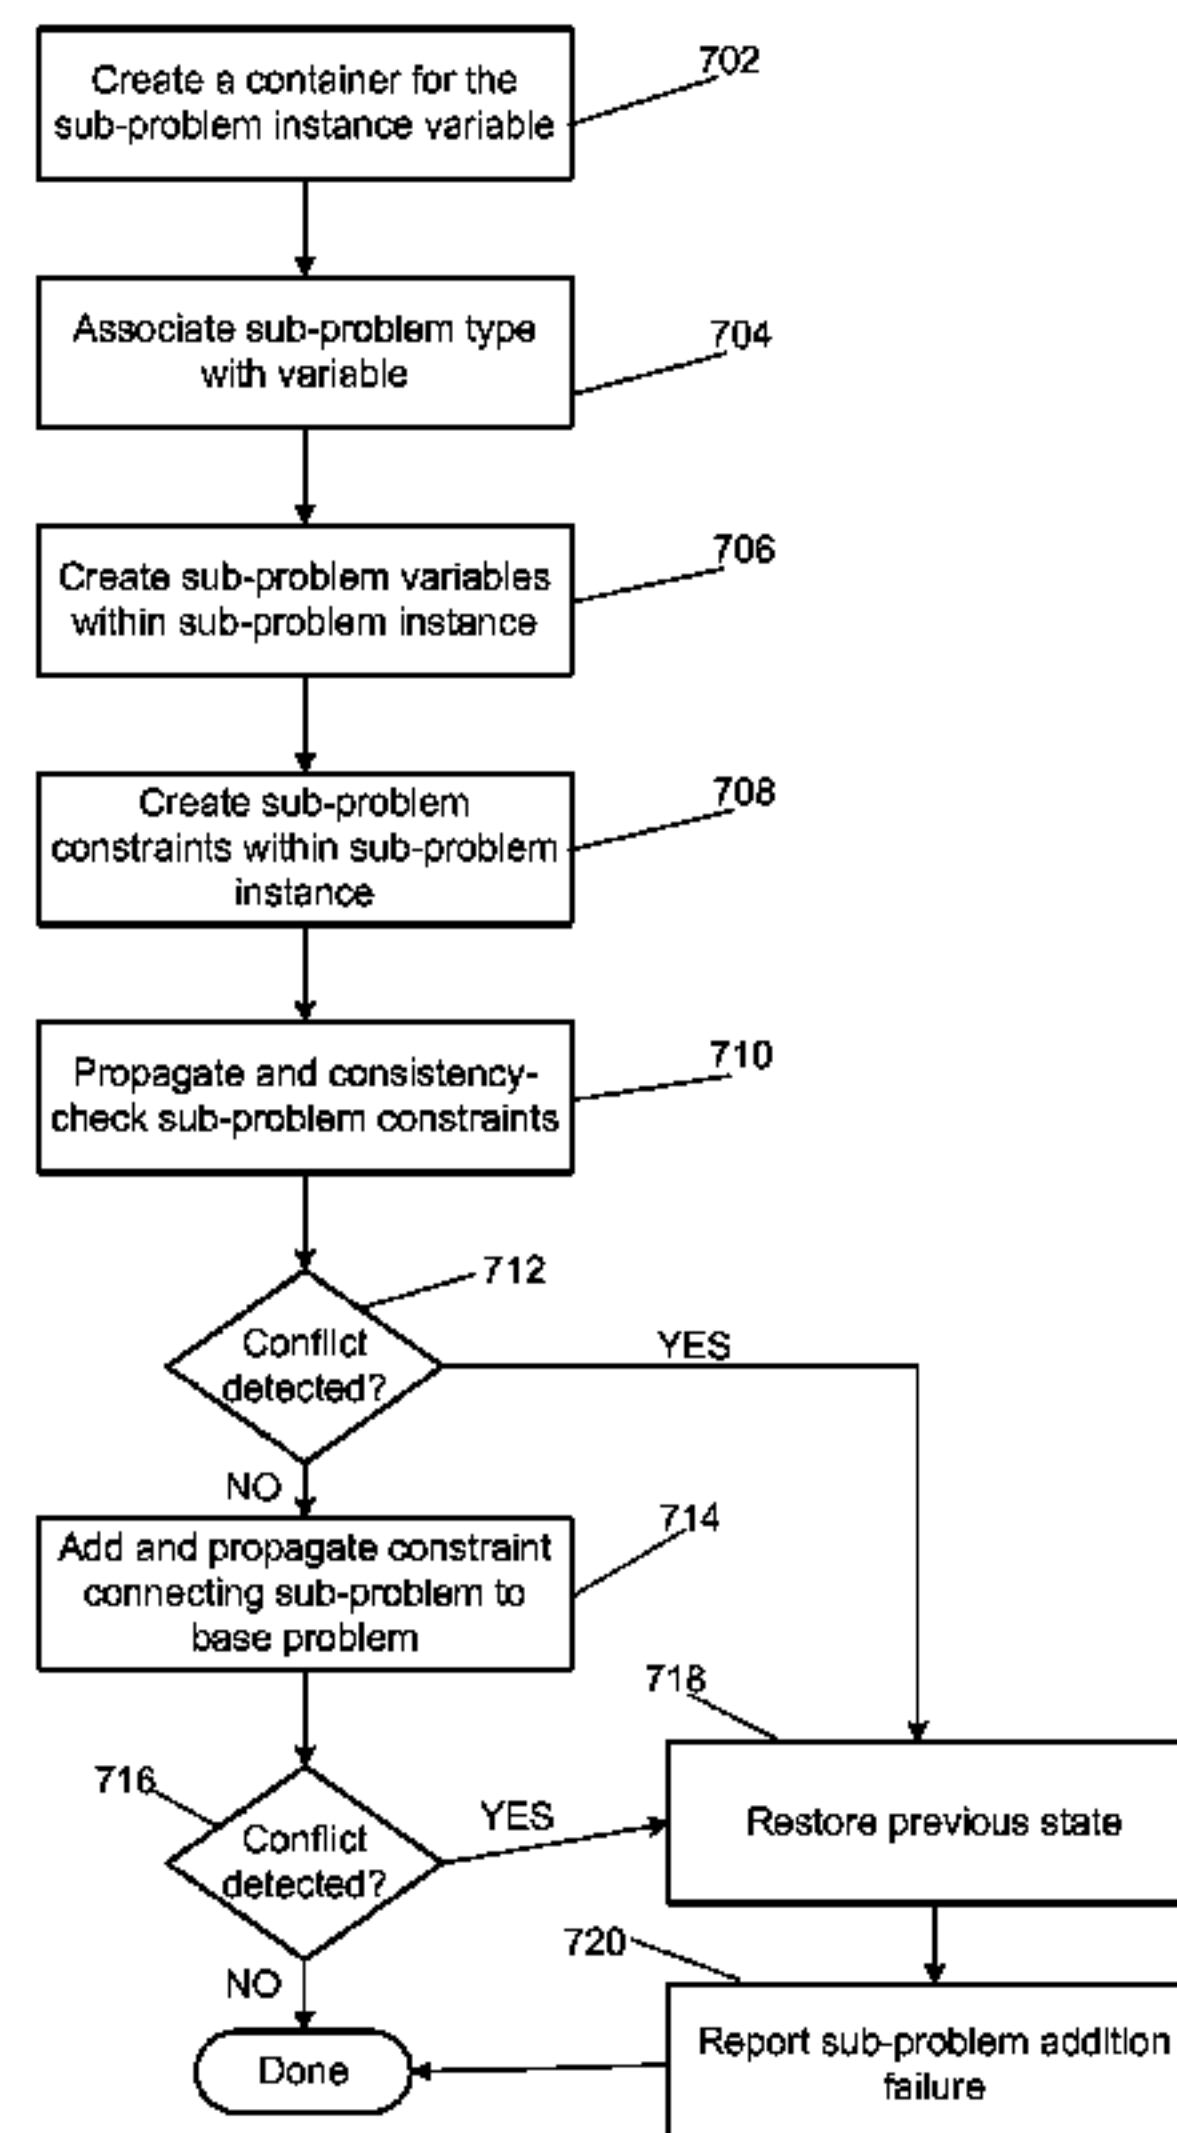 Create a container for the
sub-problem instance variable
702
Associate sub-problem type
with variable
704
Create sub-problem variables
within sub-problem instance
706
Create sub-problem
constraints within sub-problem
instance
708
Propagate and consistency-
check sub-problem constraints
710
712
Conflict
detected?
YES
NO
Add and propagate constraint
connecting sub-problem to
base problem
714
716
Conflict
detected?
YES
NO
718
Restore previous state
720
Report sub-problem addition
failure
Done